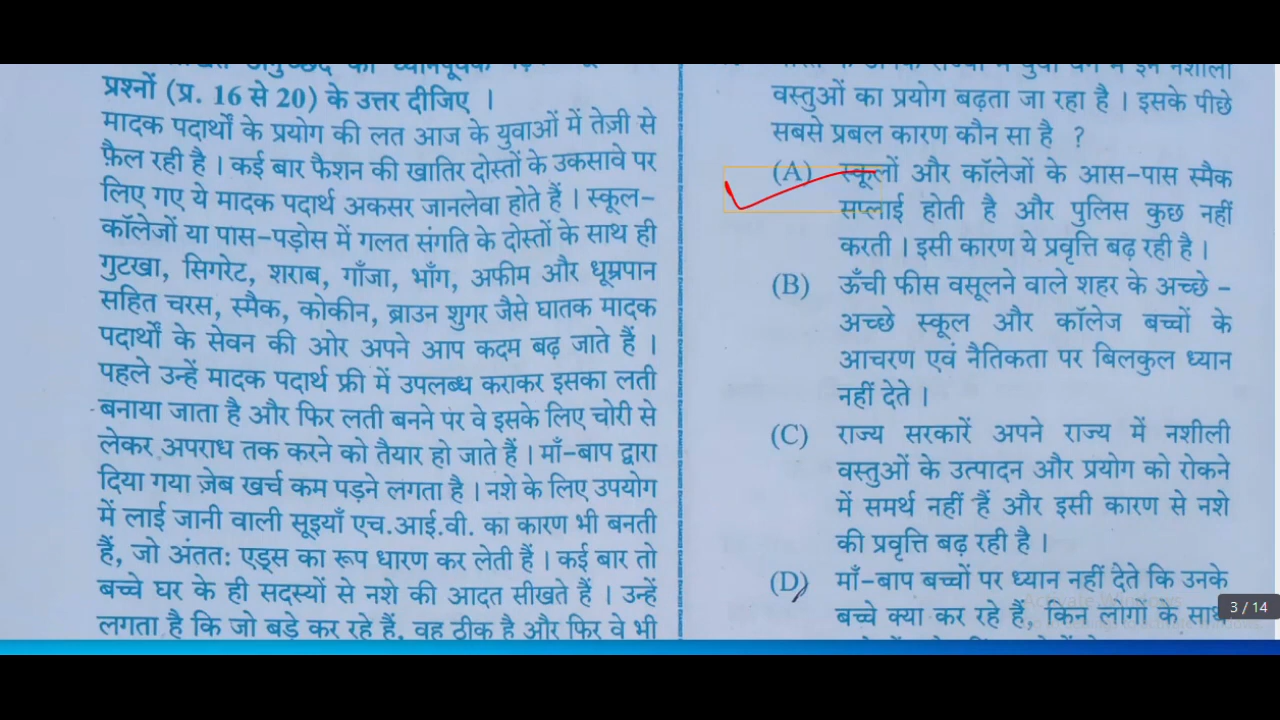 प्रश्नों (प्र. 16 से 20) के उत्तर दीजिए ।
मादक पदार्थों के प्रयोग की लत आज के युवाओं में तेज़ी से
फ़ैल रही है । कई बार फैशन की खातिर दोस्तों के उकसावे पर
लिए गए ये मादक पदार्थ अकसर जानलेवा होते हैं । स्कूल-
कॉलेजों या पास-पड़ोस में गलत संगति के दोस्तों के साथ ही
गुटखा, सिगरेट, शराब, गाँजा, भाँग, अफीम और धूम्रपान
सहित चरस, स्मैक, कोकीन, ब्राउन शुगर जैसे घातक मादक
पदार्थों के सेवन की ओर अपने आप कदम बढ़ जाते हैं ।
पहले उन्हें मादक पदार्थ फ्री में उपलब्ध कराकर इसका लती
बनाया जाता है और फिर लती बनने पर वे इसके लिए चोरी से
लेकर अपराध तक करने को तैयार हो जाते हैं । माँ-बाप द्वारा
दिया गया ज़ेब खर्च कम पड़ने लगता है । नशे के लिए उपयोग
में लाई जानी वाली सूइयाँ एच.आई.वी. का कारण भी बनती
हैं, जो अंततः एड्स का रूप धारण कर लेती हैं । कई बार तो
बच्चे घर के ही सदस्यों से नशे की आदत सीखते हैं । उन्हें
लगता है कि जो बड़े कर रहे हैं, वह ठीक है और फिर वे भी
वस्तुओं का प्रयोग बढ़ता जा रहा है । इसके पीछे
सबसे प्रबल कारण कौन सा है ?
(A) स्कूलों और कॉलेजों के आस-पास स्मैक
सप्लाई होती है और पुलिस कुछ नहीं
करती । इसी कारण ये प्रवृत्ति बढ़ रही है ।
(B) ऊँची फीस वसूलने वाले शहर के अच्छे -
अच्छे स्कूल और कॉलेज बच्चों के
आचरण एवं नैतिकता पर बिलकुल ध्यान
नहीं देते ।
(C) राज्य सरकारें अपने राज्य में नशीली
वस्तुओं के उत्पादन और प्रयोग को रोकने
में समर्थ नहीं हैं और इसी कारण से नशे
की प्रवृत्ति बढ़ रही है ।
(D) माँ-बाप बच्चों पर ध्यान नहीं देते कि उनके
बच्चे क्या कर रहे हैं, किन लोगों के साथ
3 / 14